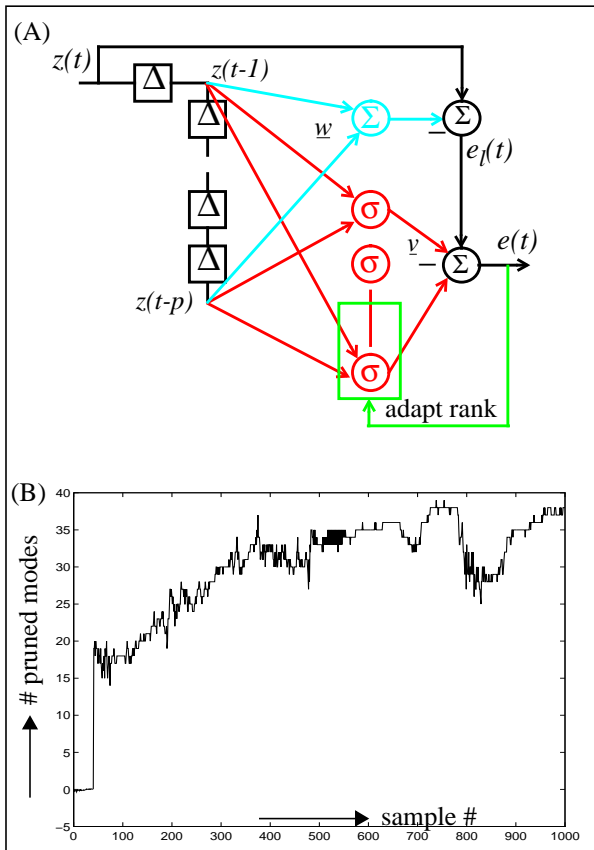 (A)
z(t)
z(t-1)
Δ
Σ
Σ
Δ
w
–
e_l(t)
Δ
σ
v
e(t)
Δ
σ
–
Σ
z(t-p)
σ
adapt rank
(B)
40
35
30
25
20
15
10
5
0
−5
# pruned modes
sample #
0 100 200 300 400 500 600 700 800 900 1000